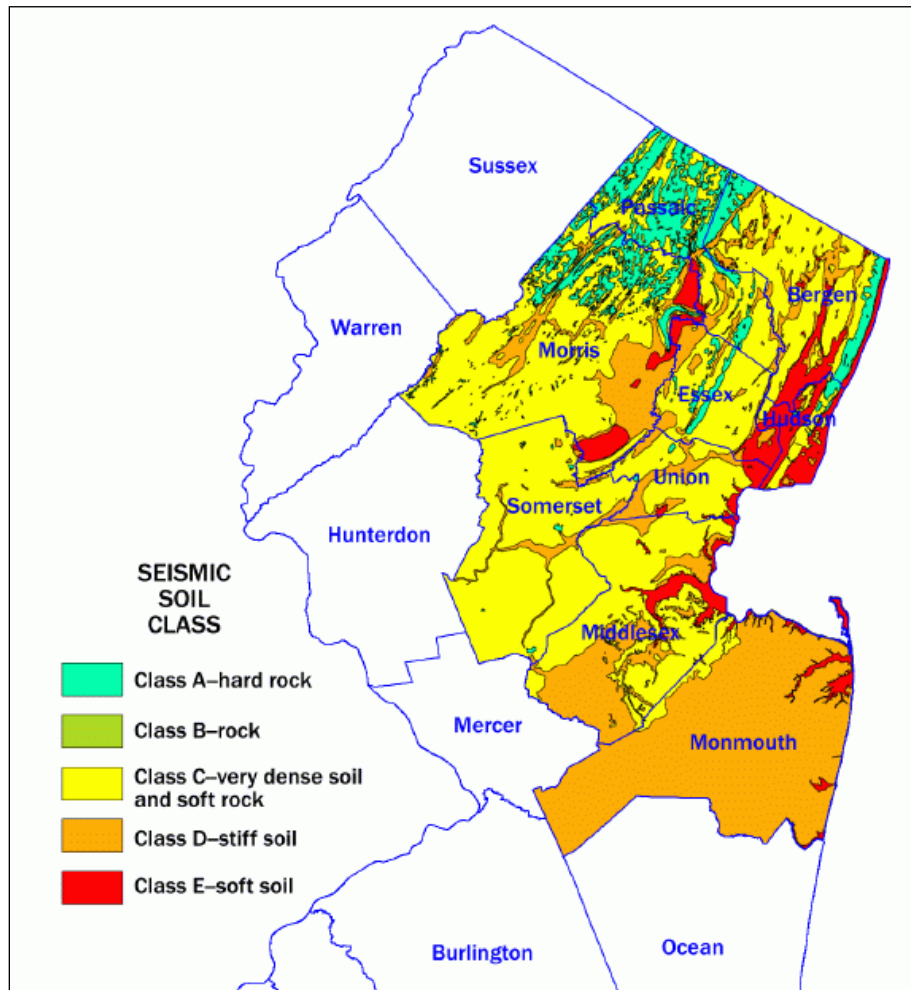 Sussex
Passaic
Bergen
Warren
Morris
Essex
Hudson
Union
Somerset
Hunterdon
Middlesex
Mercer
Monmouth
Burlington
Ocean
SEISMIC
SOIL
CLASS
Class A–hard rock
Class B–rock
Class C–very dense soil
and soft rock
Class D–stiff soil
Class E–soft soil